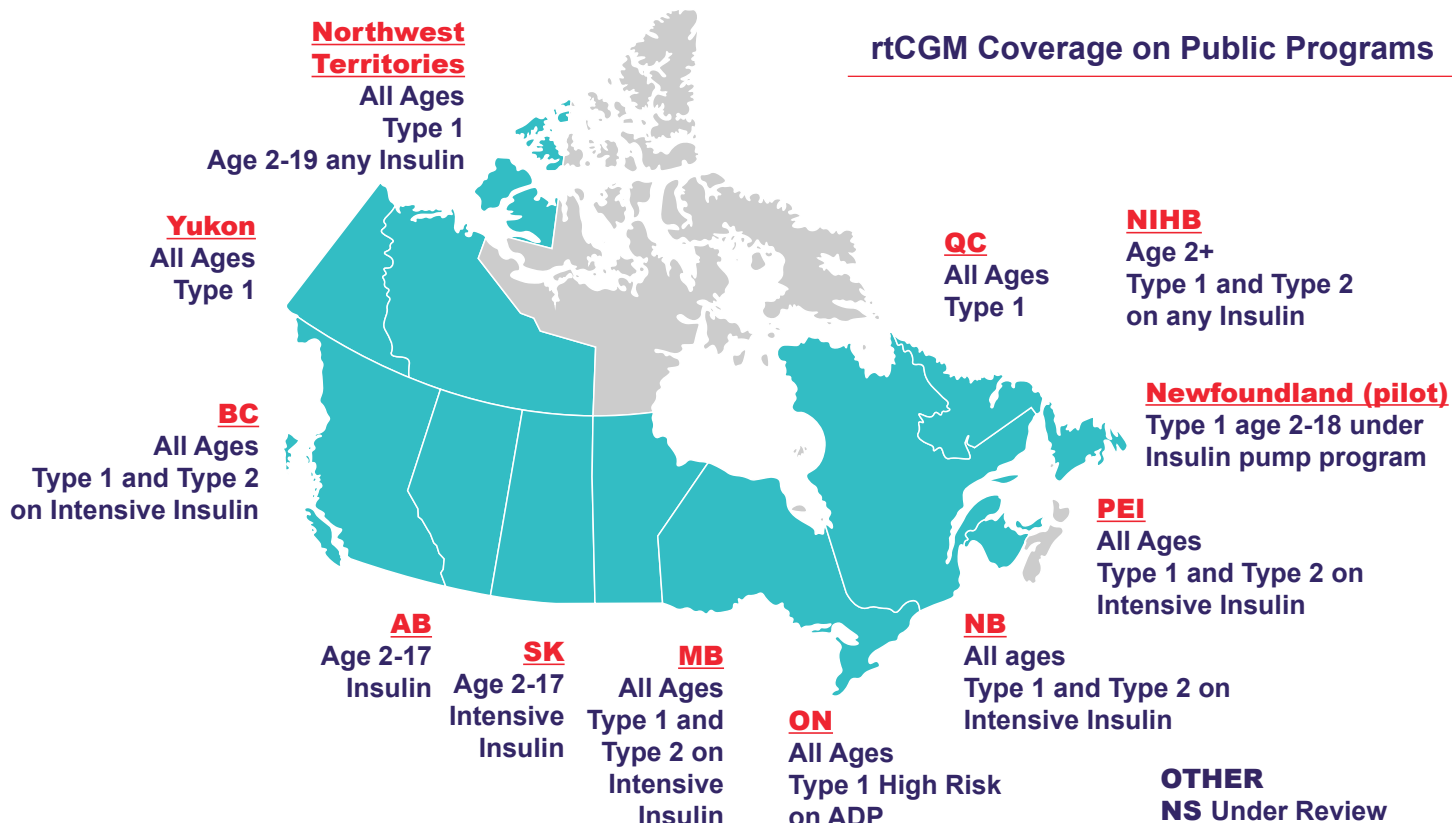 rtCGM Coverage on Public Programs
Northwest
Territories
All Ages
Type 1
Age 2-19 any Insulin
Yukon
All Ages
Type 1
BC
All Ages
Type 1 and Type 2
on Intensive Insulin
AB
Age 2-17
Insulin
SK
Age 2-17
Intensive
Insulin
MB
All Ages
Type 1 and
Type 2 on
Intensive
Insulin
ON
All Ages
Type 1 High Risk
on ADP
QC
All Ages
Type 1
NIHB
Age 2+
Type 1 and Type 2
on any Insulin
Newfoundland (pilot)
Type 1 age 2-18 under
Insulin pump program
PEI
All Ages
Type 1 and Type 2 on
Intensive Insulin
NB
All ages
Type 1 and Type 2 on
Intensive Insulin
OTHER
NS Under Review